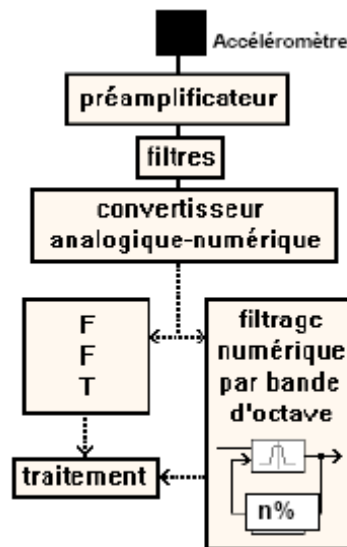 Accéléromètre
préamplificateur
filtres
convertisseur
analogique-numérique
F
F
T
filtrage
numérique
par bande
d'octave
n%
traitement